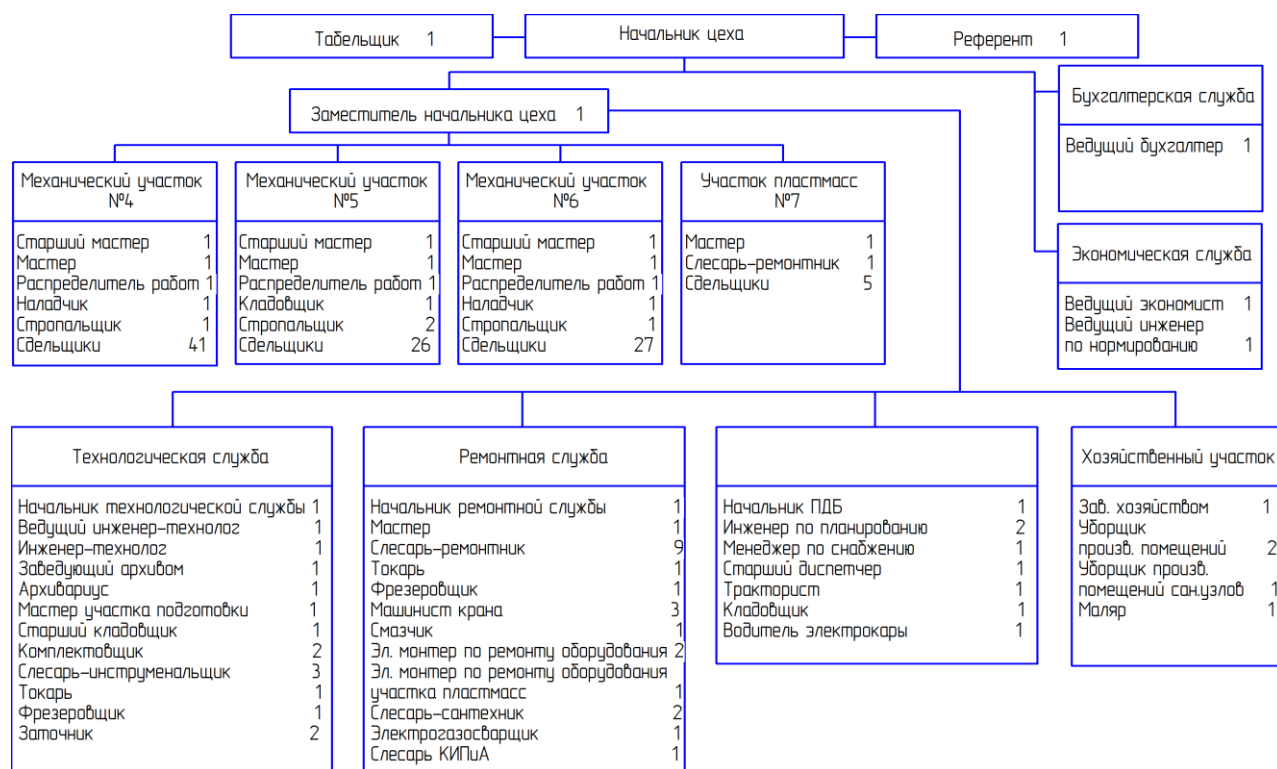 Табельщик 1
Начальник цеха
Референт 1
Заместитель начальника цеха 1
Бухгалтерская служба
Ведущий бухгалтер 1
Экономическая служба
Ведущий экономист 1
Ведущий инженер
по нормированию 1
Механический участок
№4
Старший мастер 1
Мастер 1
Распределитель работ 1
Наладчик 1
Стропальщик 1
Сдельщики 41
Механический участок
№5
Старший мастер 1
Мастер 1
Распределитель работ 1
Кладовщик 1
Стропальщик 2
Сдельщики 26
Механический участок
№6
Старший мастер 1
Мастер 1
Распределитель работ 1
Наладчик 1
Стропальщик 1
Сдельщики 27
Участок пластмасс
№7
Мастер 1
Слесарь-ремонтник 1
Сдельщики 5
Технологическая служба
Начальник технологической службы 1
Ведущий инженер-технолог 1
Инженер-технолог 1
Заведующий архивом 1
Архивариус 1
Мастер участка подготовки 1
Старший кладовщик 1
Комплектовщик 2
Слесарь-инструменальщик 3
Токарь 1
Фрезеровщик 1
Заточник 2
Ремонтная служба
Начальник ремонтной службы 1
Мастер 1
Слесарь-ремонтник 9
Токарь 1
Фрезеровщик 1
Машинист крана 3
Смазчик 1
Эл. монтер по ремонту оборудования 2
Эл. монтер по ремонту оборудования
участка пластмасс 1
Слесарь-сантехник 2
Электрогазосварщик 1
Слесарь КИПиА 1
Начальник ПДБ 1
Инженер по планированию 2
Менеджер по снабжению 1
Старший диспетчер 1
Тракторист 1
Кладовщик 1
Водитель электрокары 1
Хозяйственный участок
Зав. хозяйством 1
Уборщик
произв. помещений 2
Уборщик произв.
помещений сан.узлов 1
Маляр 1